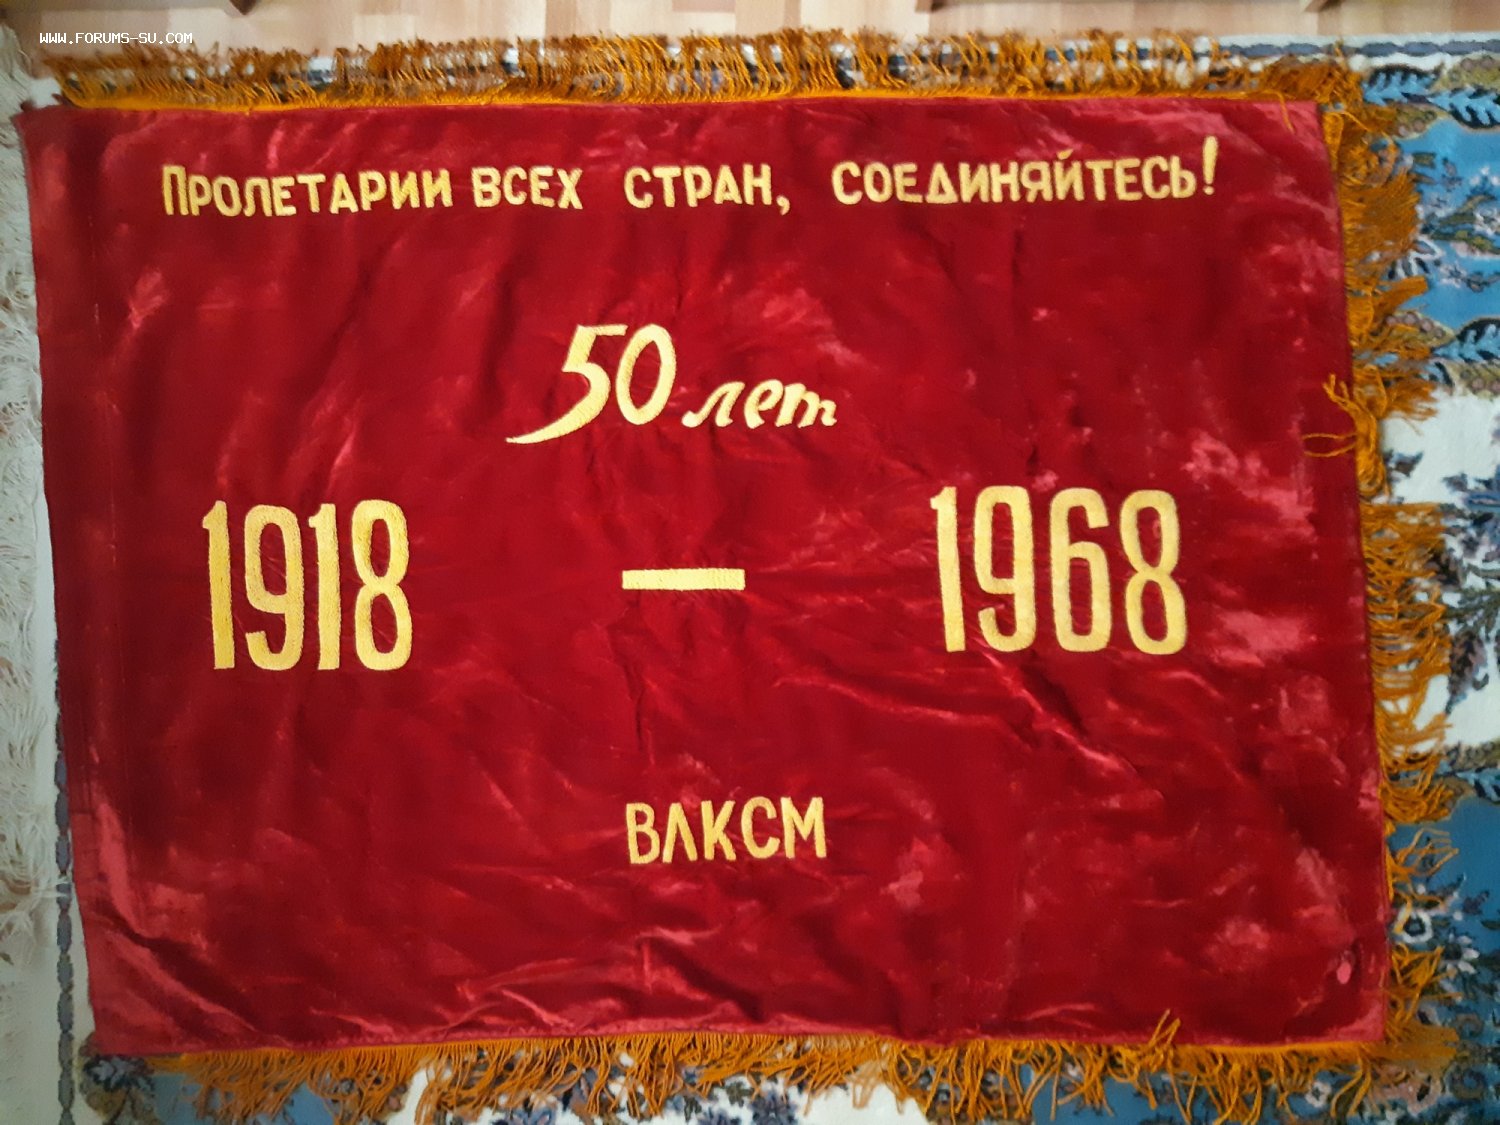 WWW.FORUMS-SU.COM
ПРОЛЕТАРИИ ВСЕХ СТРАН, СОЕДИНЯЙТЕСЬ!
50 лет
1918 — 1968
ВЛКСМ